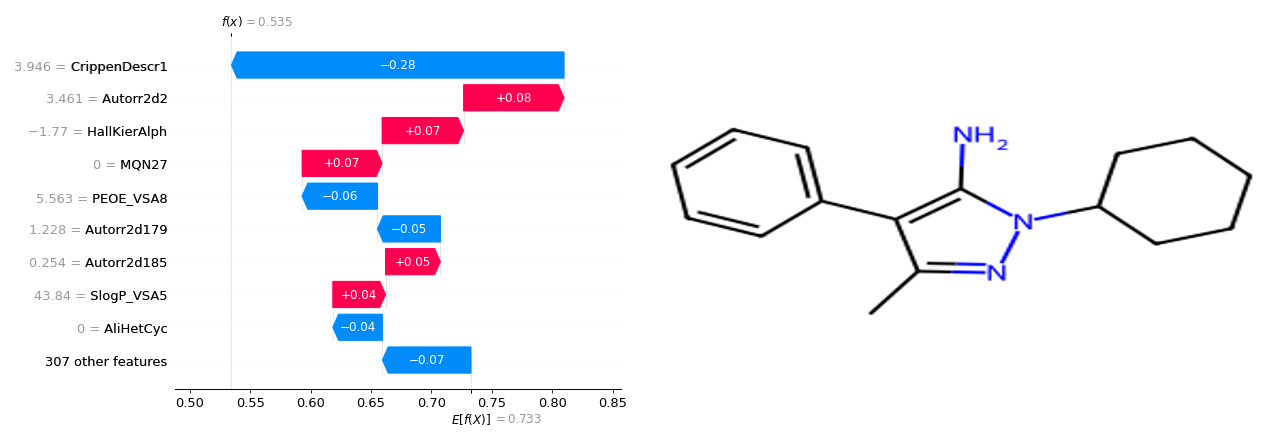 f(x) = 0.535
3.946 = CrippenDescr1
−0.28
3.461 = Autorr2d2
+0.08
−1.77 = HallKierAlph
+0.07
0 = MQN27
+0.07
5.563 = PEOE_VSA8
−0.06
1.228 = Autorr2d179
−0.05
0.254 = Autorr2d185
+0.05
43.84 = SlogP_VSA5
+0.04
0 = AliHetCyc
−0.04
307 other features
−0.07
0.50 0.55 0.60 0.65 0.70 0.75 0.80 0.85
E[f(X)] = 0.733
NH2
N
N